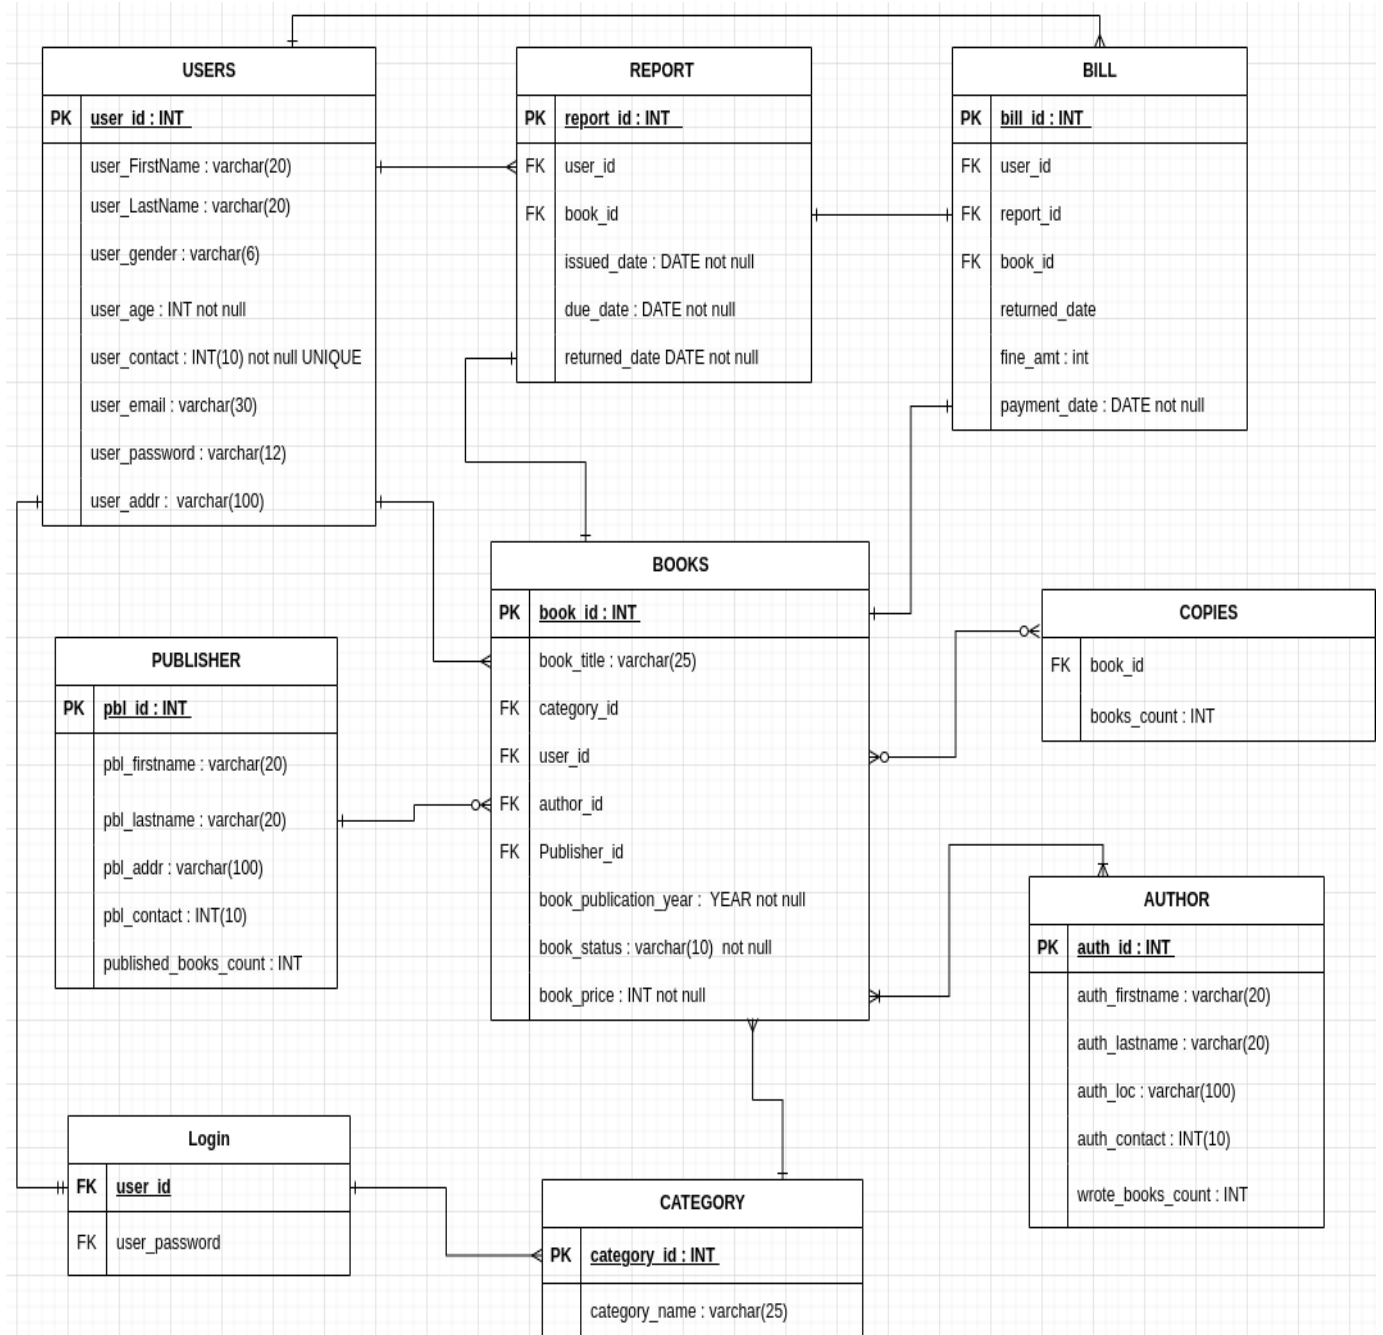 USERS
PK user_id : INT
user_FirstName : varchar(20)
user_LastName : varchar(20)
user_gender : varchar(6)
user_age : INT not null
user_contact : INT(10) not null UNIQUE
user_email : varchar(30)
user_password : varchar(12)
user_addr : varchar(100)
REPORT
PK report_id : INT
FK user_id
FK book_id
issued_date : DATE not null
due_date : DATE not null
returned_date DATE not null
BILL
PK bill_id : INT
FK user_id
FK report_id
FK book_id
returned_date
fine_amt : int
payment_date : DATE not null
BOOKS
PK book_id : INT
book_title : varchar(25)
FK category_id
FK user_id
FK author_id
FK Publisher_id
book_publication_year : YEAR not null
book_status : varchar(10) not null
book_price : INT not null
COPIES
FK book_id
books_count : INT
PUBLISHER
PK pbl_id : INT
pbl_firstname : varchar(20)
pbl_lastname : varchar(20)
pbl_addr : varchar(100)
pbl_contact : INT(10)
published_books_count : INT
AUTHOR
PK auth_id : INT
auth_firstname : varchar(20)
auth_lastname : varchar(20)
auth_loc : varchar(100)
auth_contact : INT(10)
wrote_books_count : INT
Login
FK user_id
FK user_password
CATEGORY
PK category_id : INT
category_name : varchar(25)